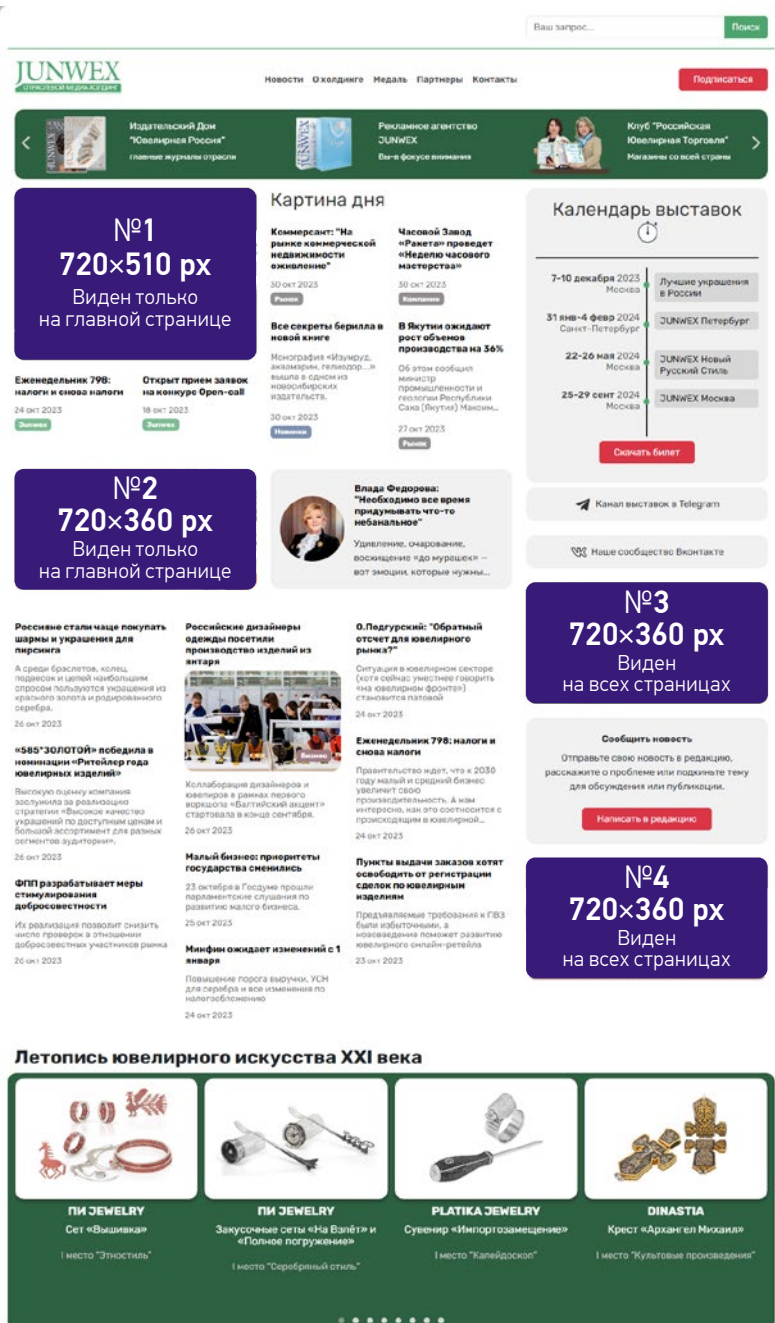 Ваш запрос...
Поиск
JUNWEX
ОТРАСЛЕВОЙ МЕДИАХОЛДИНГ
Новости О холдинге Медаль Партнеры Контакты
Подписаться
Издательский Дом
"Ювелирная Россия"
главные журналы отрасли
Рекламное агентство
JUNWEX
Вы-в фокусе внимания
Клуб "Российская
Ювелирная Торговля"
Магазины со всей страны
№1
720×510 px
Виден только
на главной странице
Еженедельник 798:
налоги и снова налоги
24 окт 2023
Junwex
Открыт прием заявок
на конкурс Open-call
18 окт 2023
Junwex
Картина дня
Коммерсант: "На
рынке коммерческой
недвижимости
оживление"
30 окт 2023
Рынок
Часовой Завод
«Ракета» проведет
«Неделю часового
мастерства»
30 окт 2023
Компании
Все секреты берилла в
новой книге
Монография «Изумруд,
аквамарин, гелиодор...»
вышла в одном из
новосибирских
издательств.
30 окт 2023
Новинки
В Якутии ожидают
рост объемов
производства на 36%
Об этом сообщил
министр
промышленности и
геологии Республики
Саха (Якутия) Максим...
27 окт 2023
Рынок
Календарь выставок
7-10 декабря 2023
Москва
Лучшие украшения
в России
31 янв-4 февр 2024
Санкт-Петербург
JUNWEX Петербург
22-26 мая 2024
Москва
JUNWEX Новый
Русский Стиль
25-29 сент 2024
Москва
JUNWEX Москва
Скачать билет
№2
720×360 px
Виден только
на главной странице
Влада Федорова:
"Необходимо все время
придумывать что-то
небанальное"
Удивление, очарование,
восхищение «до мурашек» —
вот эмоции, которые нужны...
Канал выставок в Telegram
Наше сообщество Вконтакте
№3
720×360 px
Виден
на всех страницах
Россияне стали чаще покупать
шармы и украшения для
пирсинга
А среди браслетов, колец,
подвесок и цепей наибольшим
спросом пользуются украшения из
красного золота и родированного
серебра.
26 окт 2023
«585*ЗОЛОТОЙ» победила в
номинации «Ритейлер года
ювелирных изделий»
Высокую оценку компания
заслужила за реализацию
стратегии «Высокое качество
украшений по доступным ценам и
большой ассортимент для разных
сегментов аудитории».
26 окт 2023
ФПП разрабатывает меры
стимулирования
добросовестности
Их реализация позволит снизить
число проверок в отношении
добросовестных участников рынка
26 окт 2023
Российские дизайнеры
одежды посетили
производство изделий из
янтаря
Бизнес
Коллаборация дизайнеров и
ювелиров в рамках первого
воркшопа «Балтийский акцент»
стартовала в конце сентября.
26 окт 2023
Малый бизнес: приоритеты
государства сменились
23 октября в Госдуме прошли
парламентские слушания по
развитию малого бизнеса.
25 окт 2023
Минфин ожидает изменений с 1
января
Повышение порога выручки, УСН
для серебра и все изменения по
налогообложению
24 окт 2023
О.Подгурский: "Обратный
отсчет для ювелирного
рынка?"
Ситуация в ювелирном секторе
(хотя сейчас уместнее говорить
«на ювелирном фронте»)
становится патовой
24 окт 2023
Еженедельник 798: налоги и
снова налоги
Правительство ждет, что к 2030
году малый и средний бизнес
увеличит свою
производительность. А нам
интересно, как это соотносится с
происходящим в ювелирной...
24 окт 2023
Пункты выдачи заказов хотят
освободить от регистрации
сделок по ювелирным
изделиям
Предъявляемые требования к ПВЗ
были избыточными, а
нововведение поможет развитию
ювелирного онлайн-ретейла
23 окт 2023
Сообщить новость
Отправьте свою новость в редакцию,
расскажите о проблеме или подкиньте тему
для обсуждения или публикации.
Написать в редакцию
№4
720×360 px
Виден
на всех страницах
Летопись ювелирного искусства XXI века
ПИ JEWELRY
Сет «Вышивка»
I место "Этностиль"
ПИ JEWELRY
Закусочные сеты «На Взлёт» и
«Полное погружение»
I место "Серебряный стиль"
PLATIKA JEWELRY
Сувенир «Импортозамещение»
I место "Калейдоскоп"
DINASTIA
Крест «Архангел Михаил»
I место "Культовые произведения"